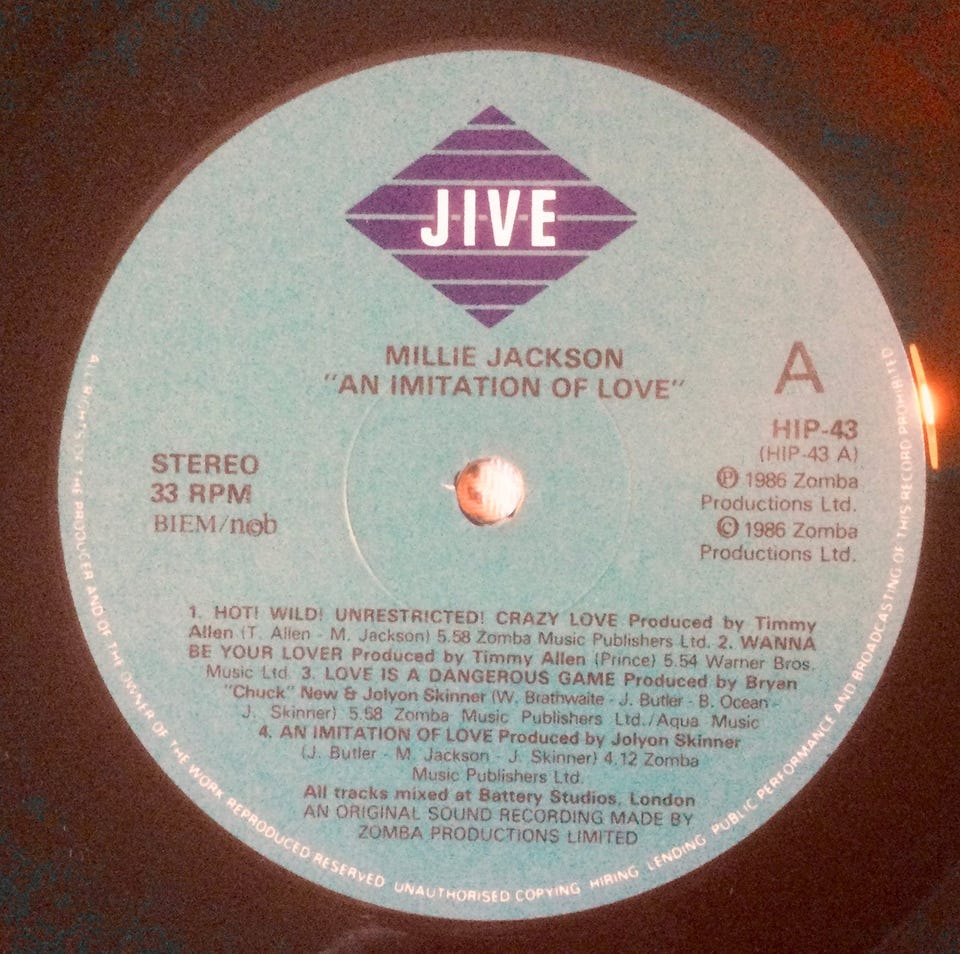 JIVE
MILLIE JACKSON
"AN IMITATION OF LOVE"
A
HIP-43
(HIP-43 A)
Ⓟ 1986 Zomba
Productions Ltd.
© 1986 Zomba
Productions Ltd.
STEREO
33 RPM
BIEM/n©b
1. HOT! WILD! UNRESTRICTED! CRAZY LOVE Produced by Timmy
Allen (T. Allen - M. Jackson) 5.58 Zomba Music Publishers Ltd. 2. WANNA
BE YOUR LOVER Produced by Timmy Allen (Prince) 5.54 Warner Bros.
Music Ltd. 3. LOVE IS A DANGEROUS GAME Produced by Bryan
"Chuck" New & Jolyon Skinner (W. Brathwaite - J. Butler - B. Ocean -
J. Skinner) 5.58 Zomba Music Publishers Ltd./Aqua Music
4. AN IMITATION OF LOVE Produced by Jolyon Skinner
(J. Butler - M. Jackson - J. Skinner) 4.12 Zomba
Music Publishers Ltd.
All tracks mixed at Battery Studios, London
AN ORIGINAL SOUND RECORDING MADE BY
ZOMBA PRODUCTIONS LIMITED
ALL RIGHTS OF THE PRODUCER AND OF THE OWNER OF THE WORK REPRODUCED RESERVED UNAUTHORISED COPYING HIRING LENDING PUBLIC PERFORMANCE AND BROADCASTING OF THIS RECORD PROHIBITED